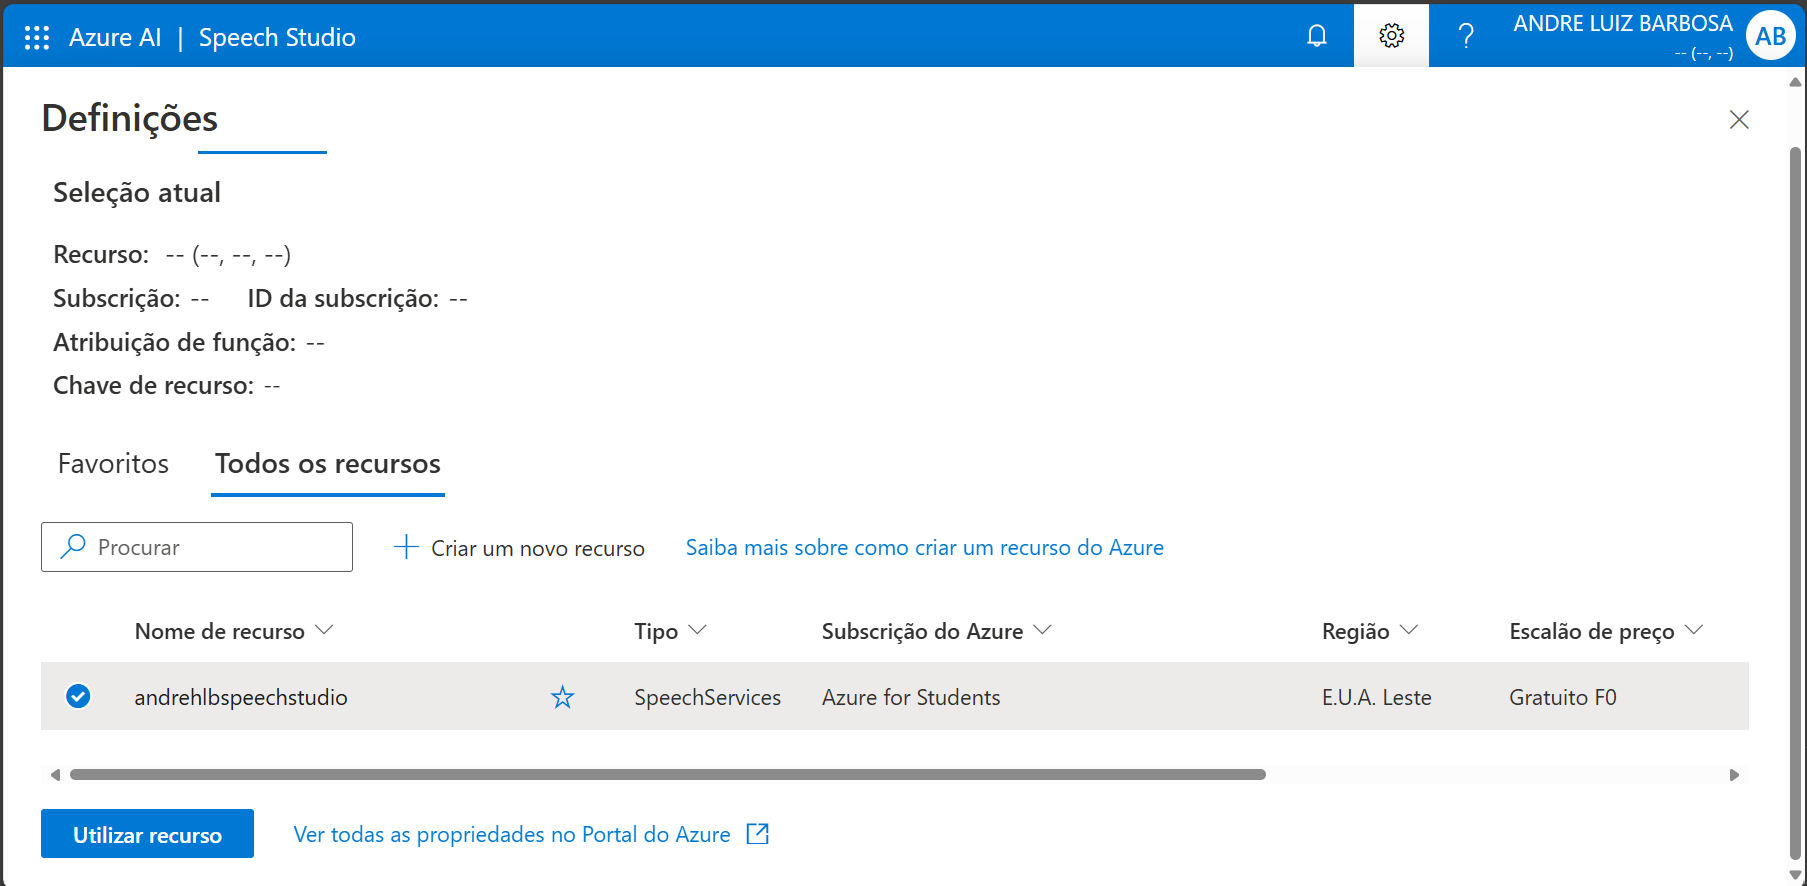 Azure AI | Speech Studio
?
ANDRE LUIZ BARBOSA
-- (--, --)
AB
Definições
Seleção atual
Recurso: -- (--, --, --)
Subscrição: -- ID da subscrição: --
Atribuição de função: --
Chave de recurso: --
Favoritos Todos os recursos
Procurar
Criar um novo recurso
Saiba mais sobre como criar um recurso do Azure
Nome de recurso Tipo Subscrição do Azure Região Escalão de preço
andrehlbspeechstudio SpeechServices Azure for Students E.U.A. Leste Gratuito F0
Utilizar recurso Ver todas as propriedades no Portal do Azure